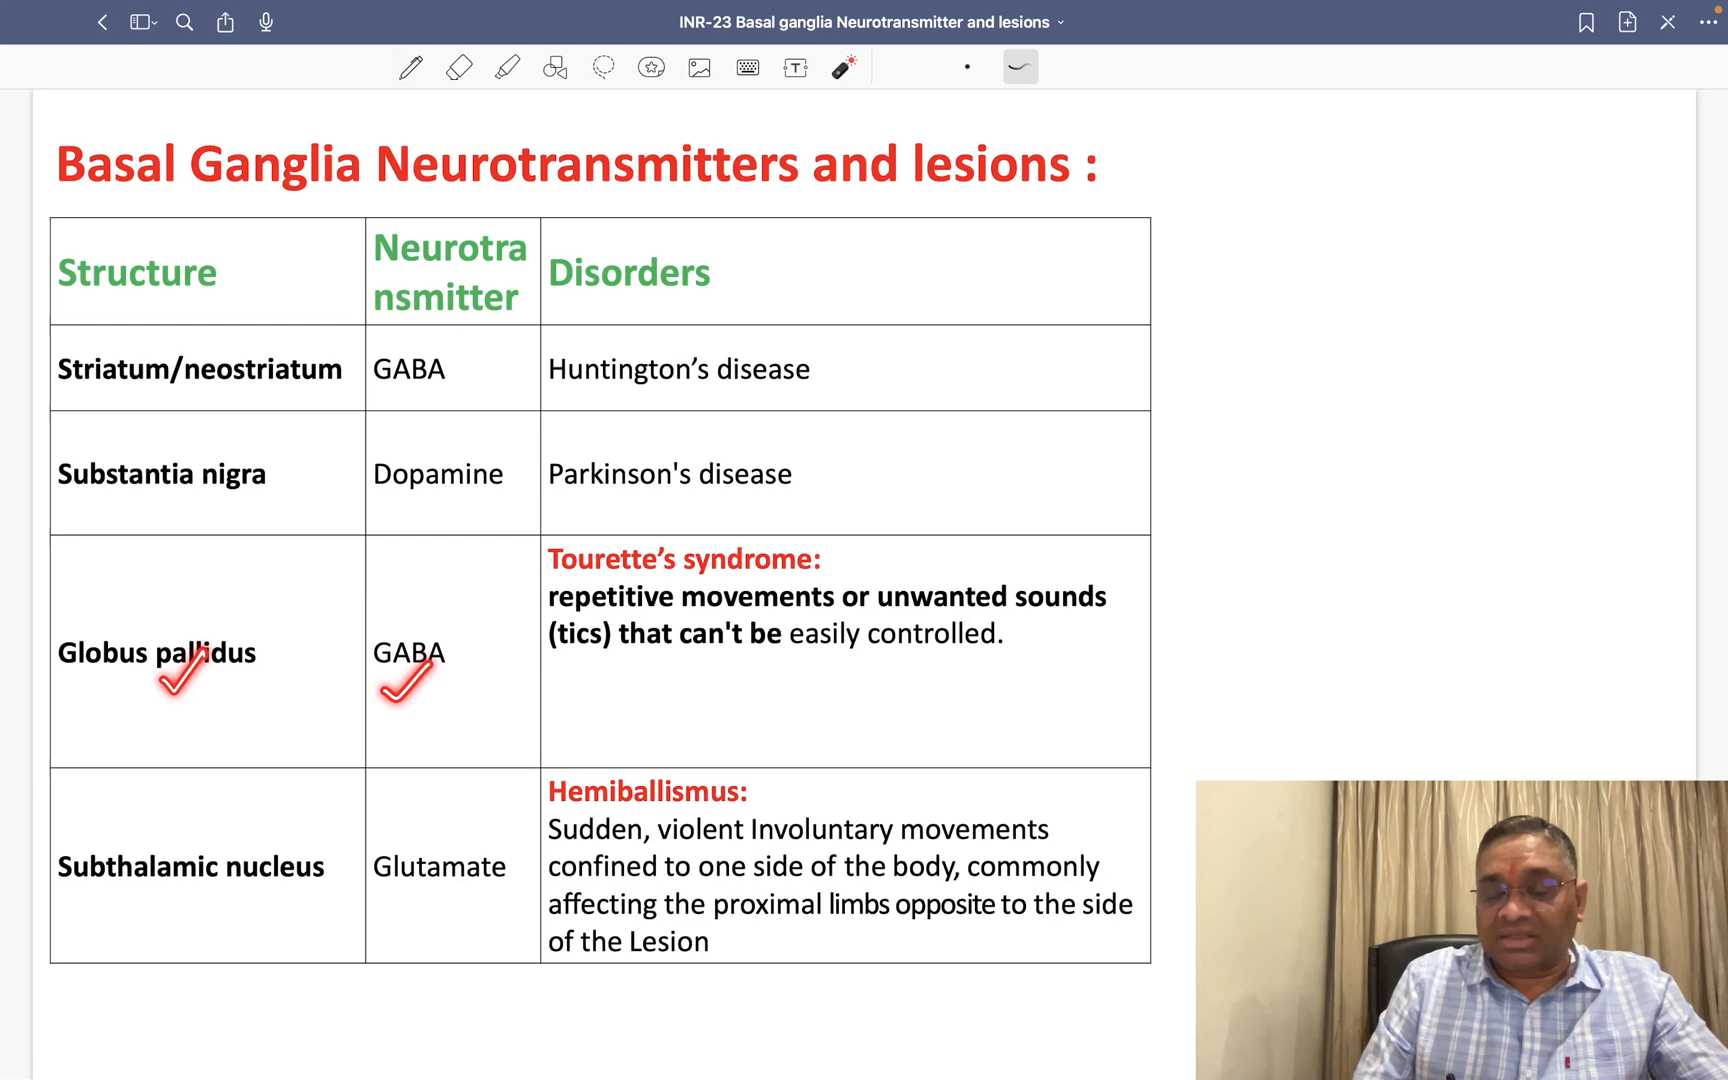 INR-23 Basal ganglia Neurotransmitter and lesions
Basal Ganglia Neurotransmitters and lesions :
Structure
Neurotra
nsmitter
Disorders
Striatum/neostriatum
GABA
Huntington’s disease
Substantia nigra
Dopamine
Parkinson's disease
Globus pallidus
GABA
Tourette’s syndrome:
repetitive movements or unwanted sounds
(tics) that can't be easily controlled.
Subthalamic nucleus
Glutamate
Hemiballismus:
Sudden, violent Involuntary movements
confined to one side of the body, commonly
affecting the proximal limbs opposite to the side
of the Lesion